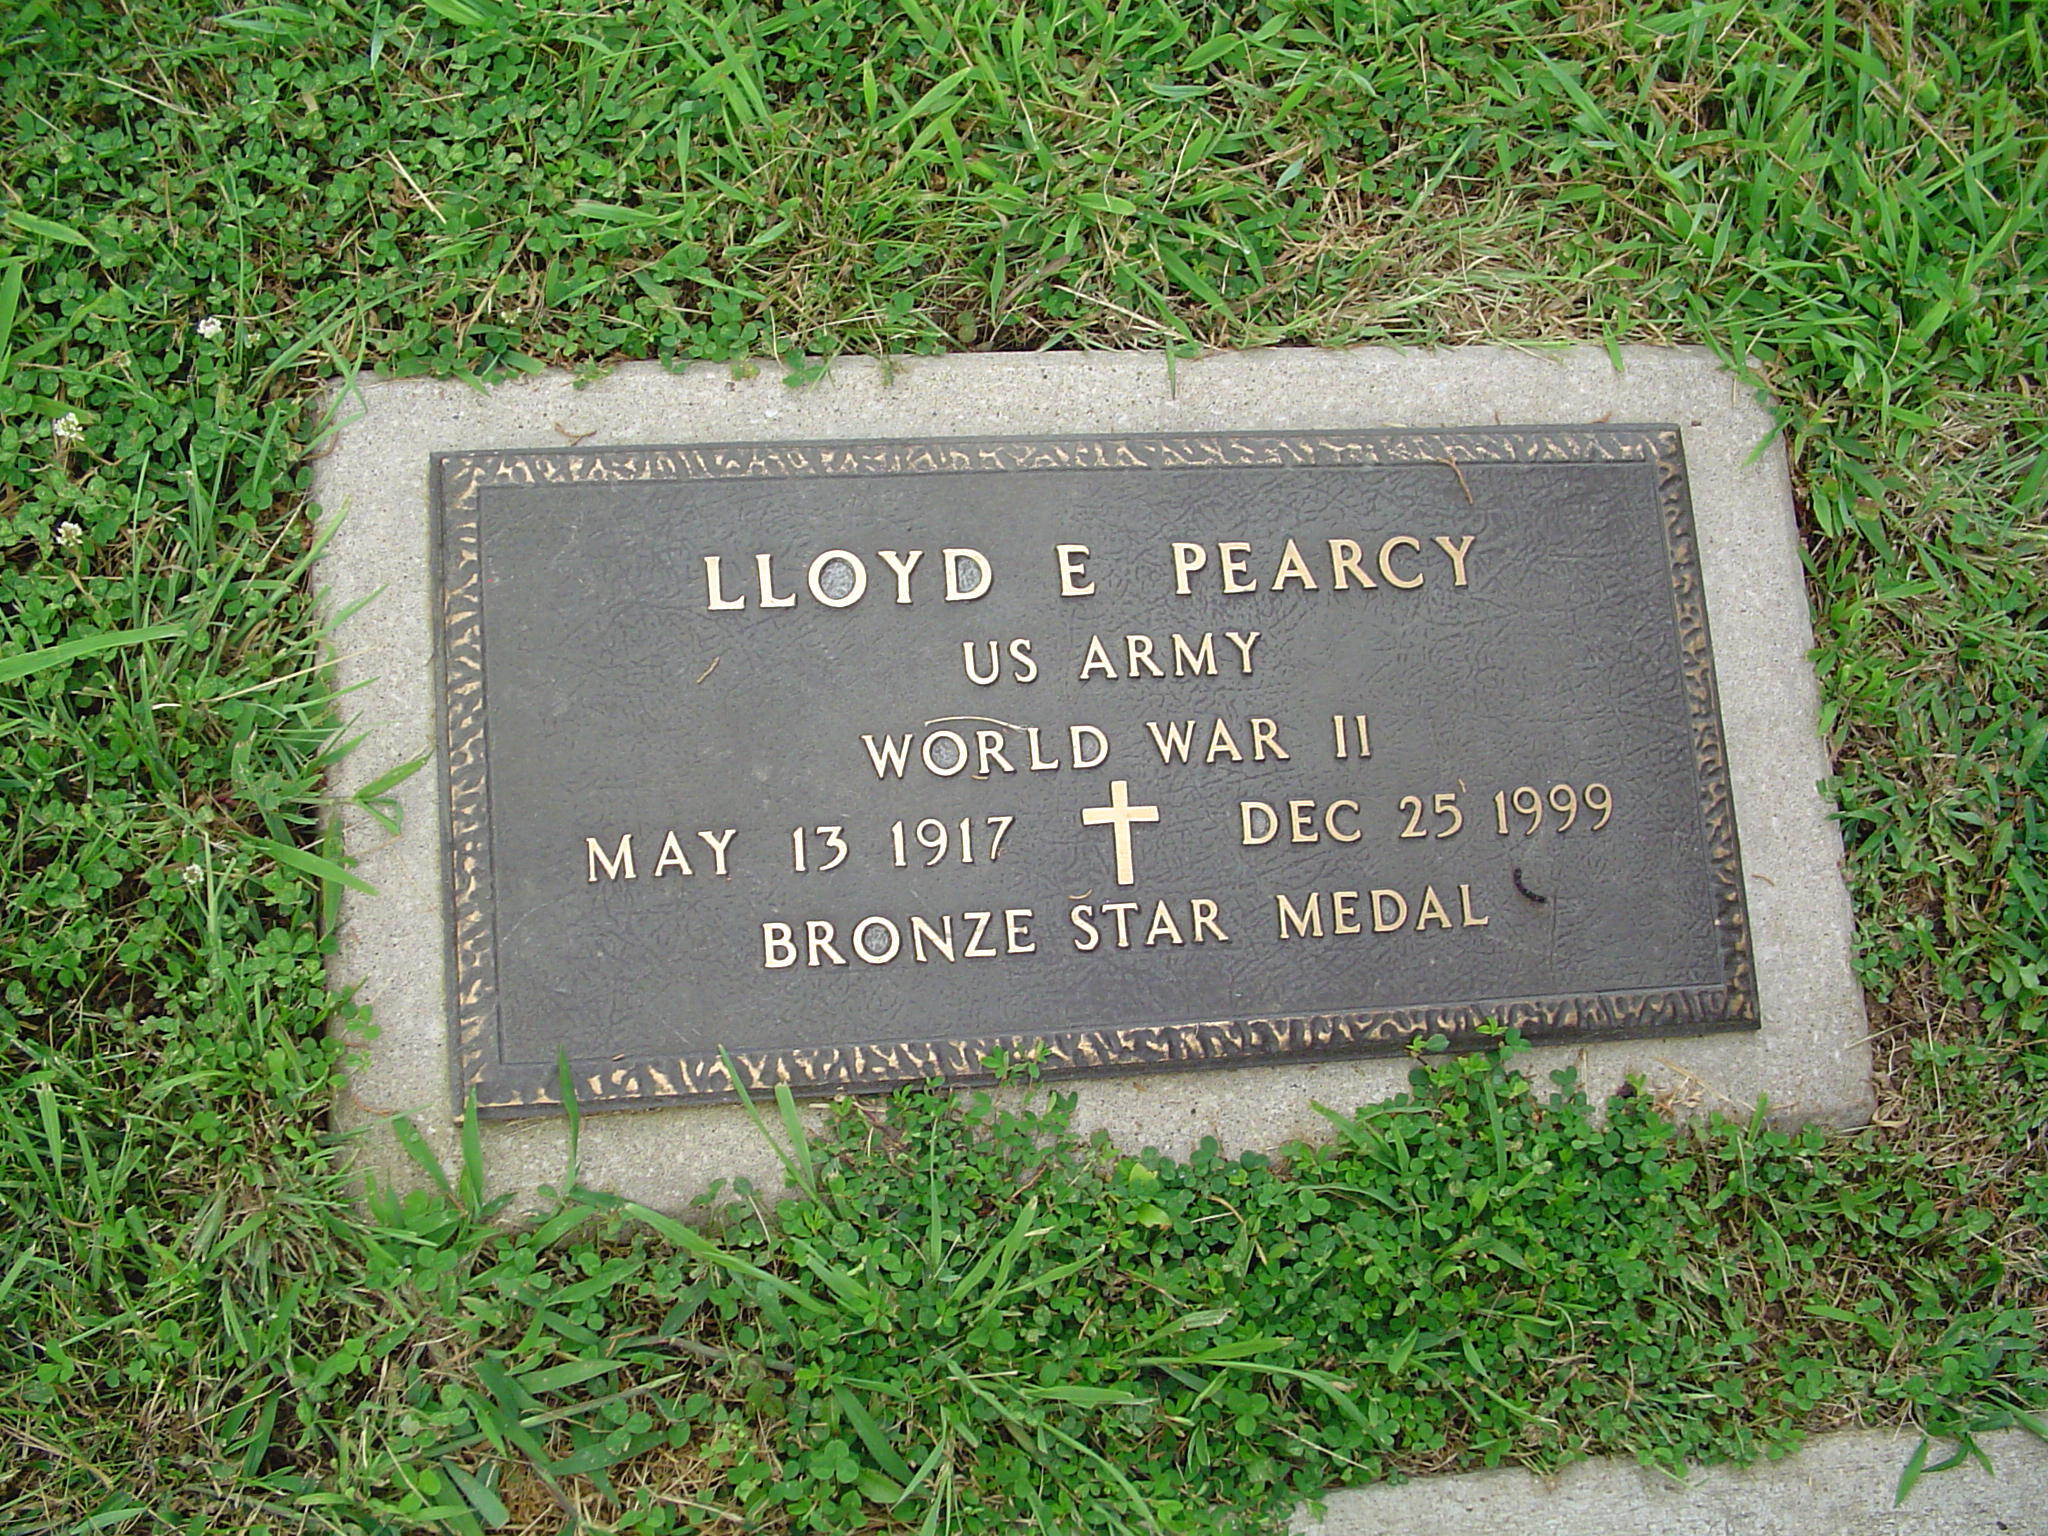 LLOYD E PEARCY
US ARMY
WORLD WAR II
MAY 13 1917 DEC 25 1999
BRONZE STAR MEDAL